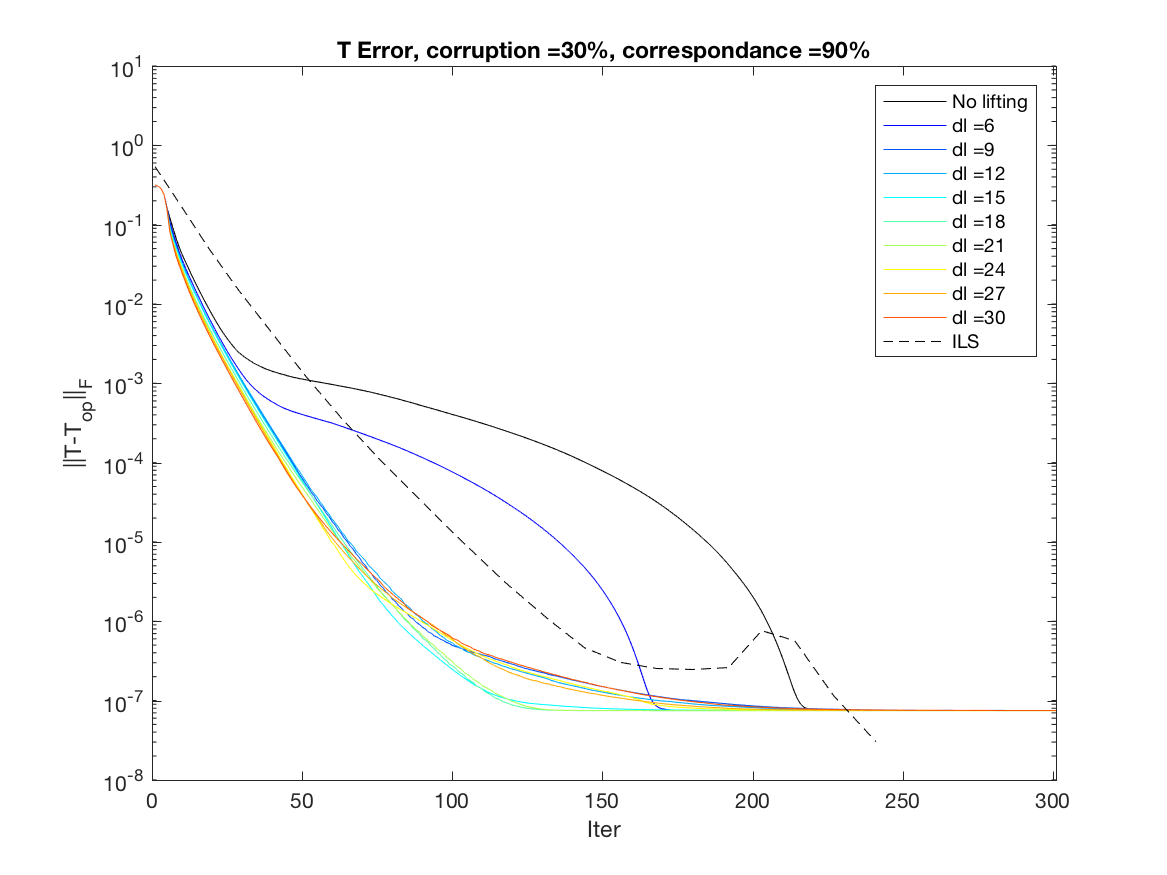 T Error, corruption =30%, correspondance =90%
10^1
10^0
10^-1
10^-2
10^-3
10^-4
10^-5
10^-6
10^-7
10^-8
||T-T_op||_F
No lifting
dl =6
dl =9
dl =12
dl =15
dl =18
dl =21
dl =24
dl =27
dl =30
ILS
0 50 100 150 200 250 300
Iter